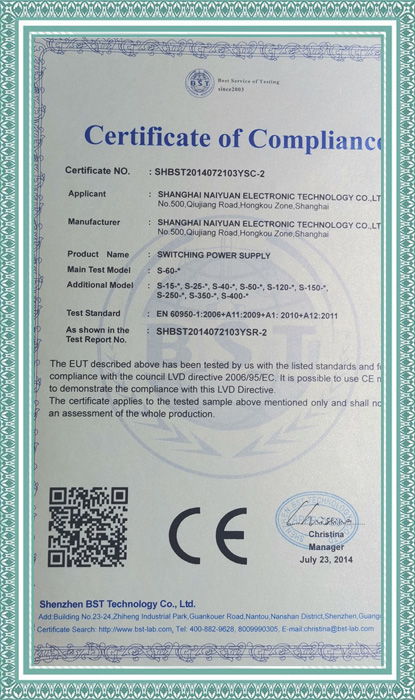 BST
Best Service of Testing
since2003
Certificate of Compliance
Certificate NO. : SHBST2014072103YSC-2
Applicant : SHANGHAI NAIYUAN ELECTRONIC TECHNOLOGY CO.,LT
No.500,Qiujiang Road,Hongkou Zone,Shanghai
Manufacturer : SHANGHAI NAIYUAN ELECTRONIC TECHNOLOGY CO.,LT
No.500,Qiujiang Road,Hongkou Zone,Shanghai
Product Name : SWITCHING POWER SUPPLY
Main Test Model : S-60-*
Additional Model : S-15-*, S-25-*, S-40-*, S-50-*, S-120-*, S-150-*,
S-250-*, S-350-*, S-400-*
Test Standard : EN 60950-1:2006+A11:2009+A1: 2010+A12:2011
As shown in the : SHBST2014072103YSR-2
Test Report No.
The EUT described above has been tested by us with the listed standards and f
compliance with the council LVD directive 2006/95/EC. It is possible to use CE m
to demonstrate the compliance with this LVD Directive.
The certificate applies to the tested sample above mentioned only and shall no
an assessment of the whole production.
CE
Christina
Manager
July 23, 2014
Shenzhen BST Technology Co., Ltd.
Add:Building No.23-24,Zhiheng Industrial Park,Guankouer Road,Nantou,Nanshan District,Shenzhen,Guang
Certificate Search: http://www.bst-lab.com, Tel: 400-882-9628, 8009990305, E-mail:christina@bst-lab.com